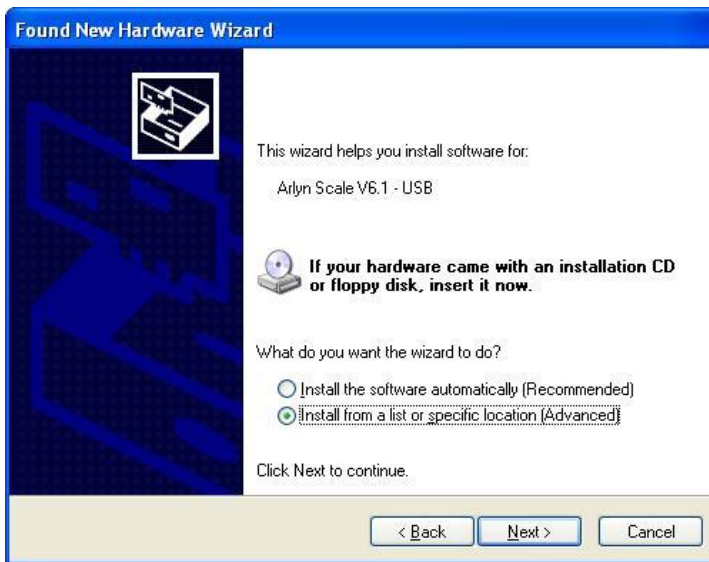 Found New Hardware Wizard
This wizard helps you install software for:
Arlyn Scale V6.1 - USB
If your hardware came with an installation CD
or floppy disk, insert it now.
What do you want the wizard to do?
Install the software automatically (Recommended)
Install from a list or specific location (Advanced)
Click Next to continue.
< Back
Next >
Cancel